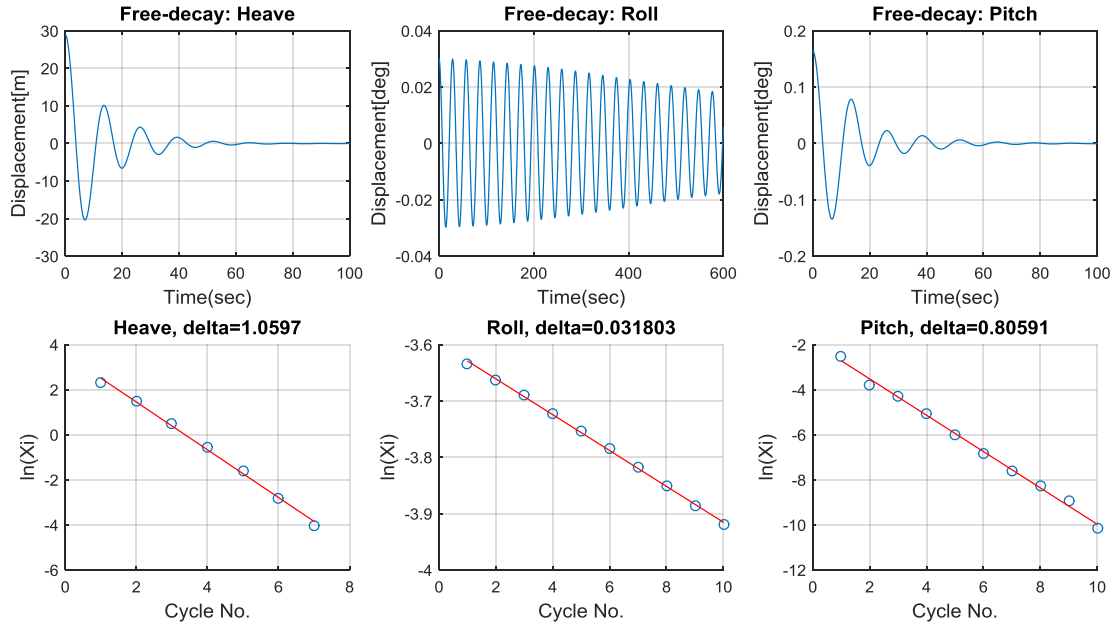 Free-decay: Heave
30
20
10
0
-10
-20
-30
Displacement[m]
0 20 40 60 80 100
Time(sec)
Free-decay: Roll
0.04
0.02
0
-0.02
-0.04
Displacement[deg]
0 200 400 600
Time(sec)
Free-decay: Pitch
0.2
0.1
0
-0.1
-0.2
Displacement[deg]
0 20 40 60 80 100
Time(sec)
Heave, delta=1.0597
4
2
0
-2
-4
-6
ln(Xi)
0 2 4 6 8
Cycle No.
Roll, delta=0.031803
-3.6
-3.7
-3.8
-3.9
-4
ln(Xi)
0 2 4 6 8 10
Cycle No.
Pitch, delta=0.80591
-2
-4
-6
-8
-10
-12
ln(Xi)
0 2 4 6 8 10
Cycle No.